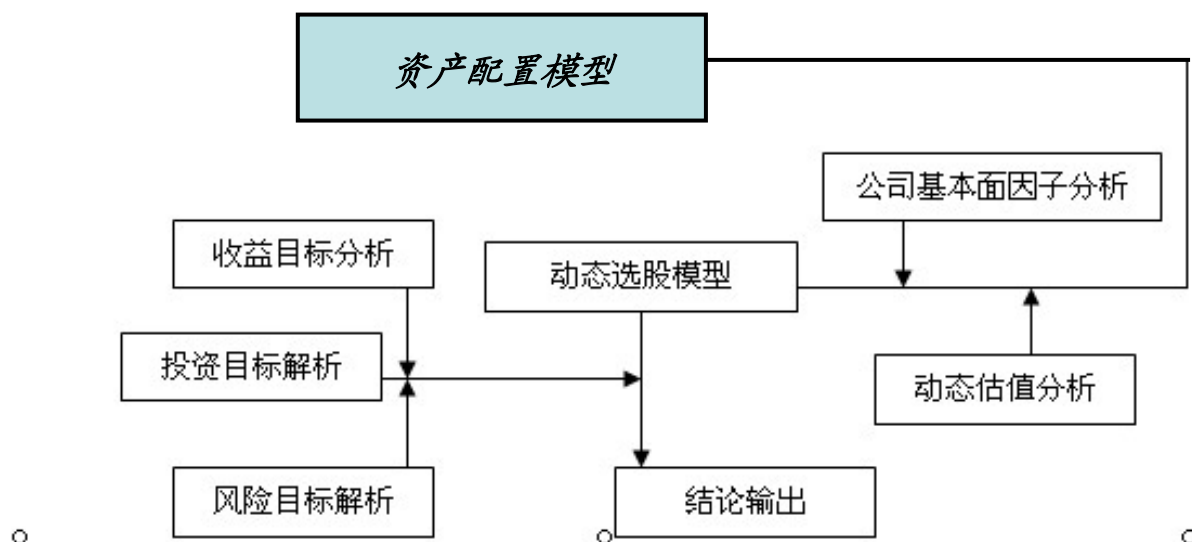 资产配置模型
公司基本面因子分析
收益目标分析
动态选股模型
投资目标解析
动态估值分析
风险目标解析
结论输出